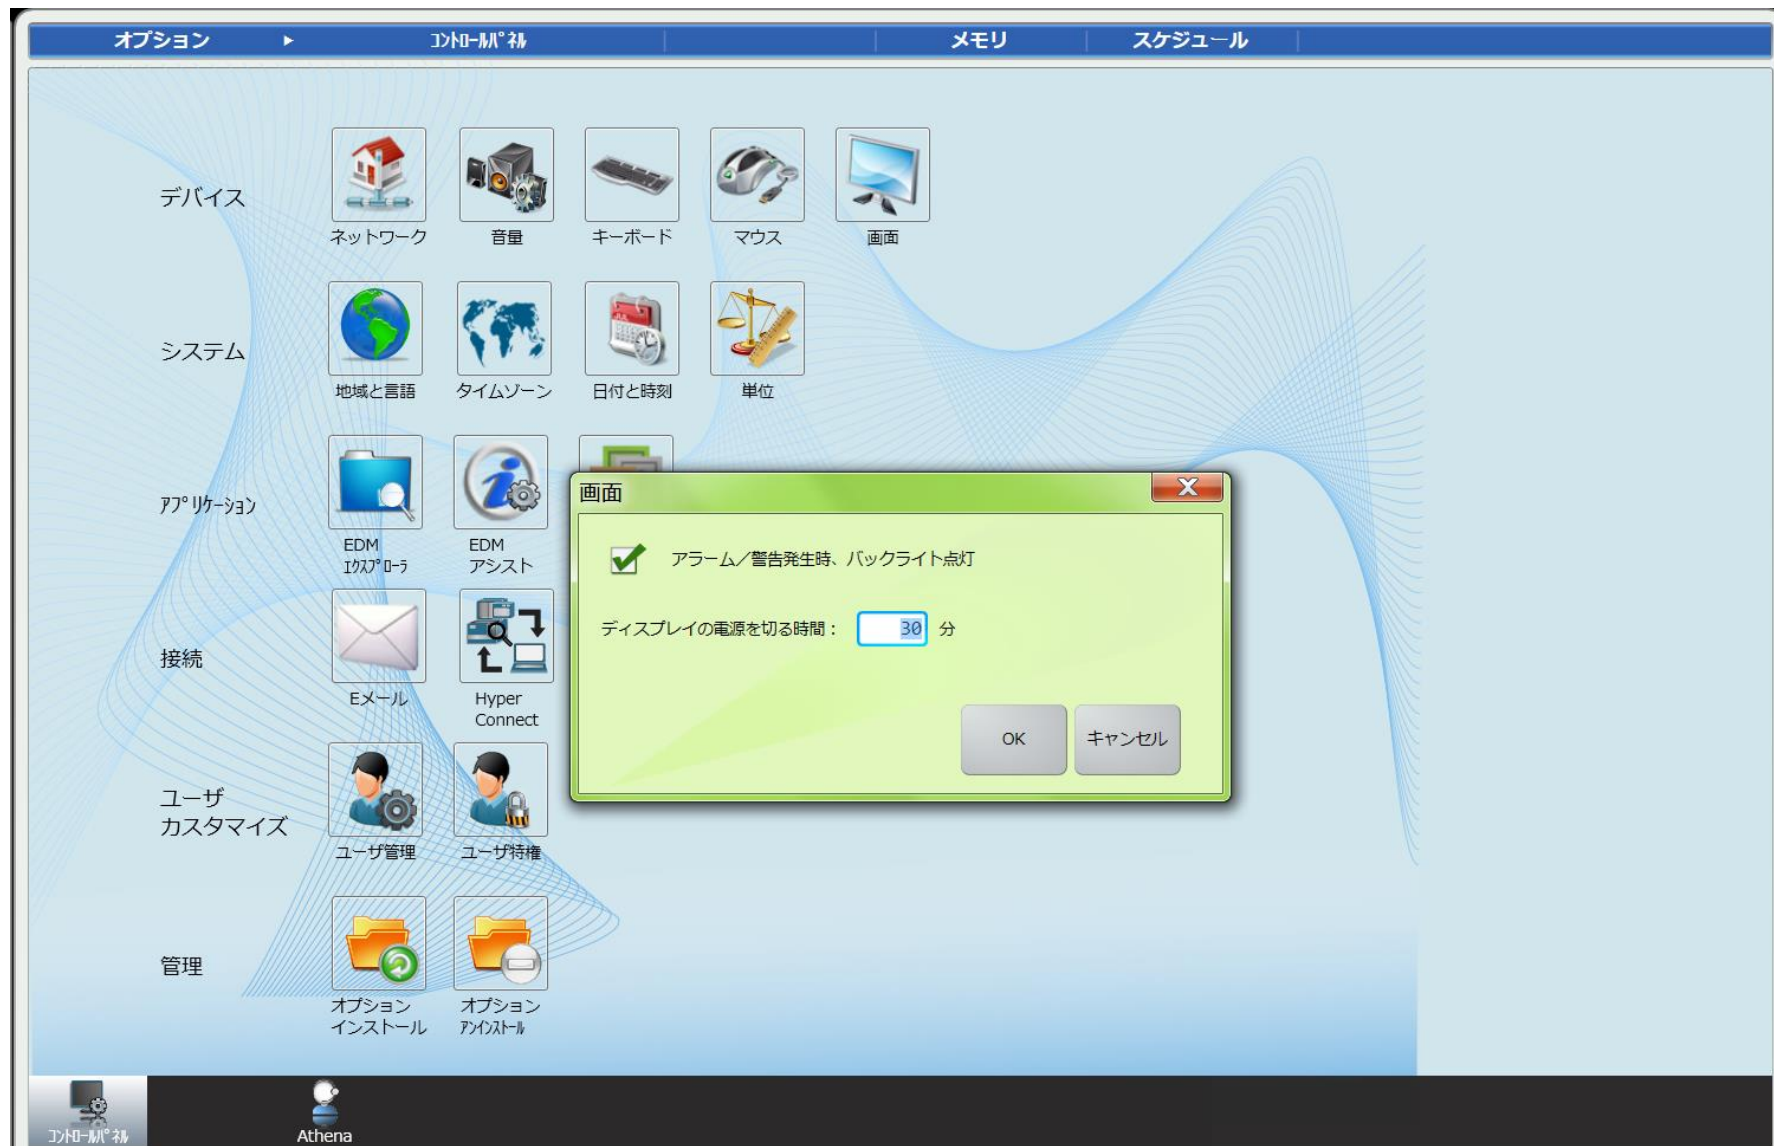 オプション ▶ ｺﾝﾄﾛｰﾙﾊﾟﾈﾙ メモリ スケジュール
デバイス
ネットワーク 音量 キーボード マウス 画面
システム
地域と言語 タイムゾーン 日付と時刻 単位
ｱﾌﾟﾘｹｰｼｮﾝ
EDM
ｴｸｽﾌﾟﾛｰﾗ
EDM
アシスト
接続
Eメール
Hyper
Connect
ユーザ
カスタマイズ
ユーザ管理 ユーザ特権
管理
オプション
インストール
オプション
ｱﾝｲﾝｽﾄｰﾙ
画面
アラーム／警告発生時、バックライト点灯
ディスプレイの電源を切る時間： 30 分
OK キャンセル
ｺﾝﾄﾛｰﾙﾊﾟﾈﾙ Athena